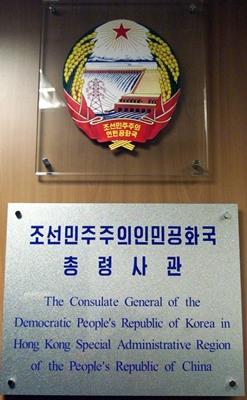 조선민주주의
인민공화국
조선민주주의인민공화국
총령사관
The Consulate General of the
Democratic People's Republic of Korea in
Hong Kong Special Administrative Region
of the People's Republic of China